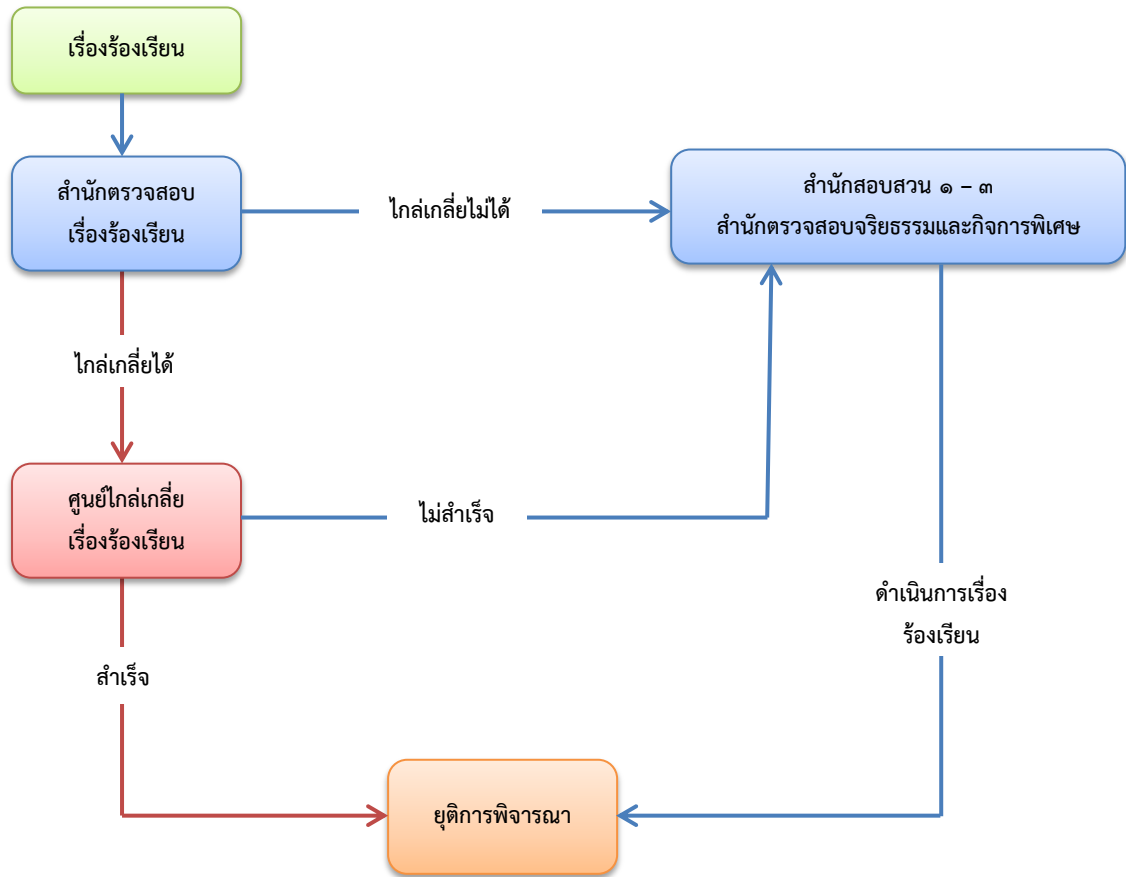 เรื่องร้องเรียน
สำนักตรวจสอบ
เรื่องร้องเรียน
ไกล่เกลี่ยไม่ได้
สำนักสอบสวน ๑ – ๓
สำนักตรวจสอบจริยธรรมและกิจการพิเศษ
ไกล่เกลี่ยได้
ศูนย์ไกล่เกลี่ย
เรื่องร้องเรียน
ไม่สำเร็จ
ดำเนินการเรื่อง
ร้องเรียน
สำเร็จ
ยุติการพิจารณา